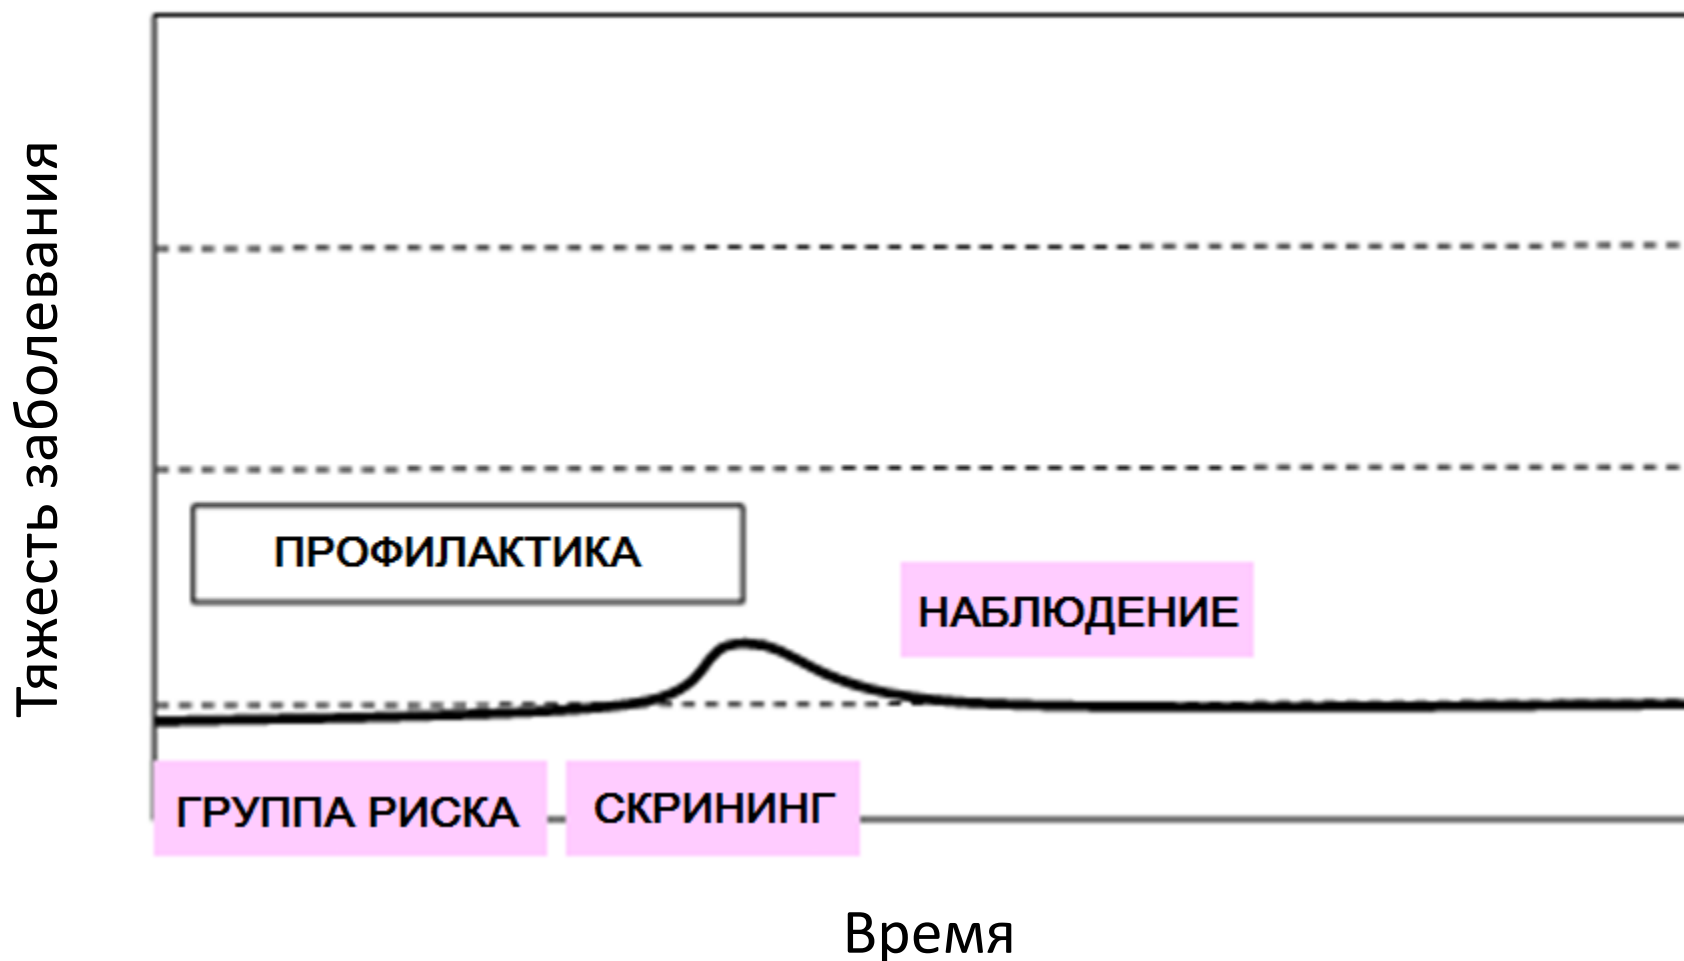 Тяжесть заболевания
ПРОФИЛАКТИКА
НАБЛЮДЕНИЕ
ГРУППА РИСКА
СКРИНИНГ
Время